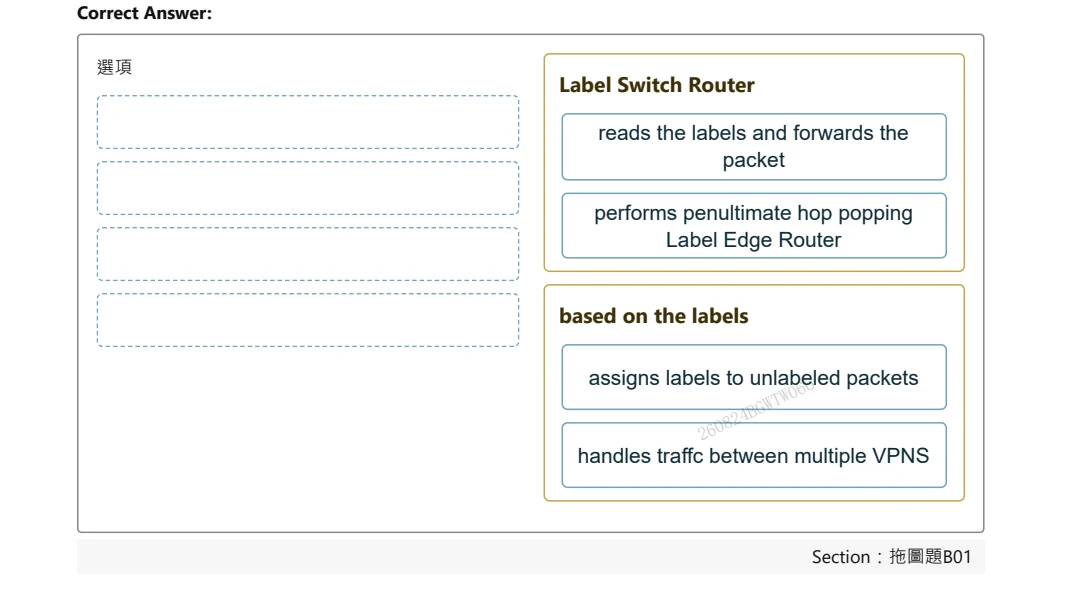 Correct Answer:
選項
Label Switch Router
reads the labels and forwards the
packet
performs penultimate hop popping
Label Edge Router
based on the labels
assigns labels to unlabeled packets
handles traffc between multiple VPNS
Section：拖圖題B01